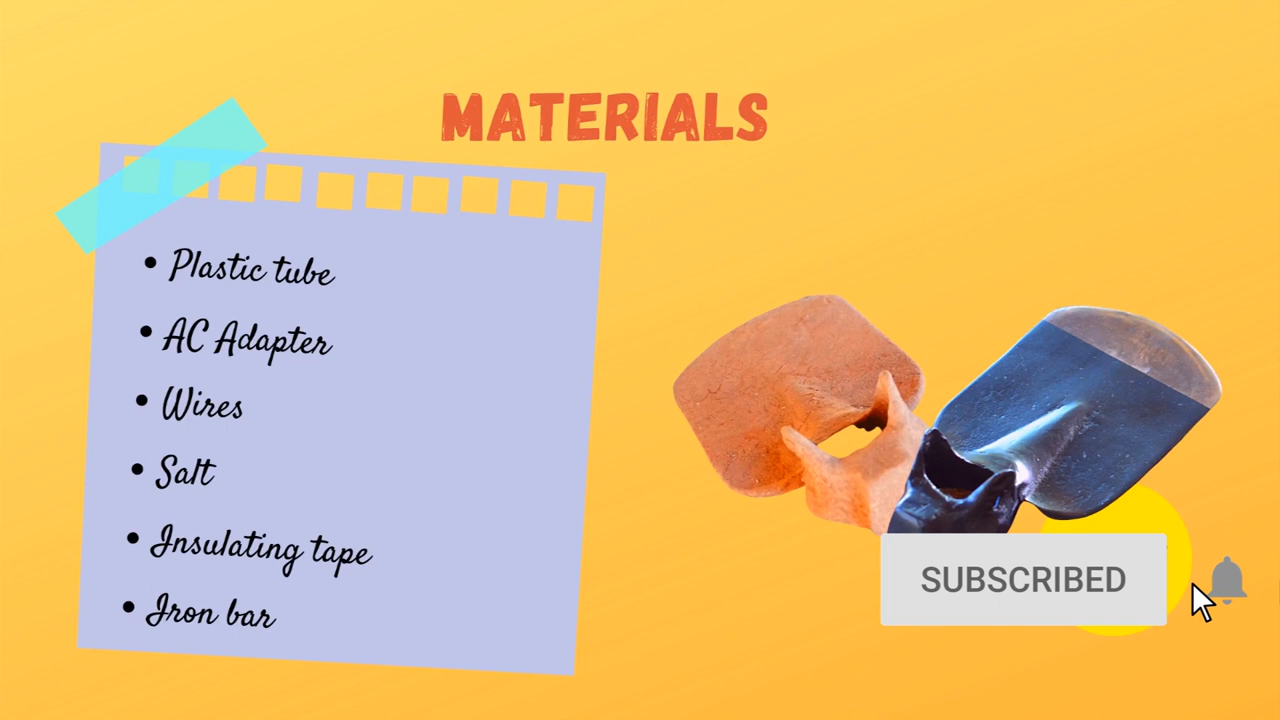 MATERIALS
• Plastic tube
• AC Adapter
• Wires
• Salt
• Insulating tape
• Iron bar
SUBSCRIBED